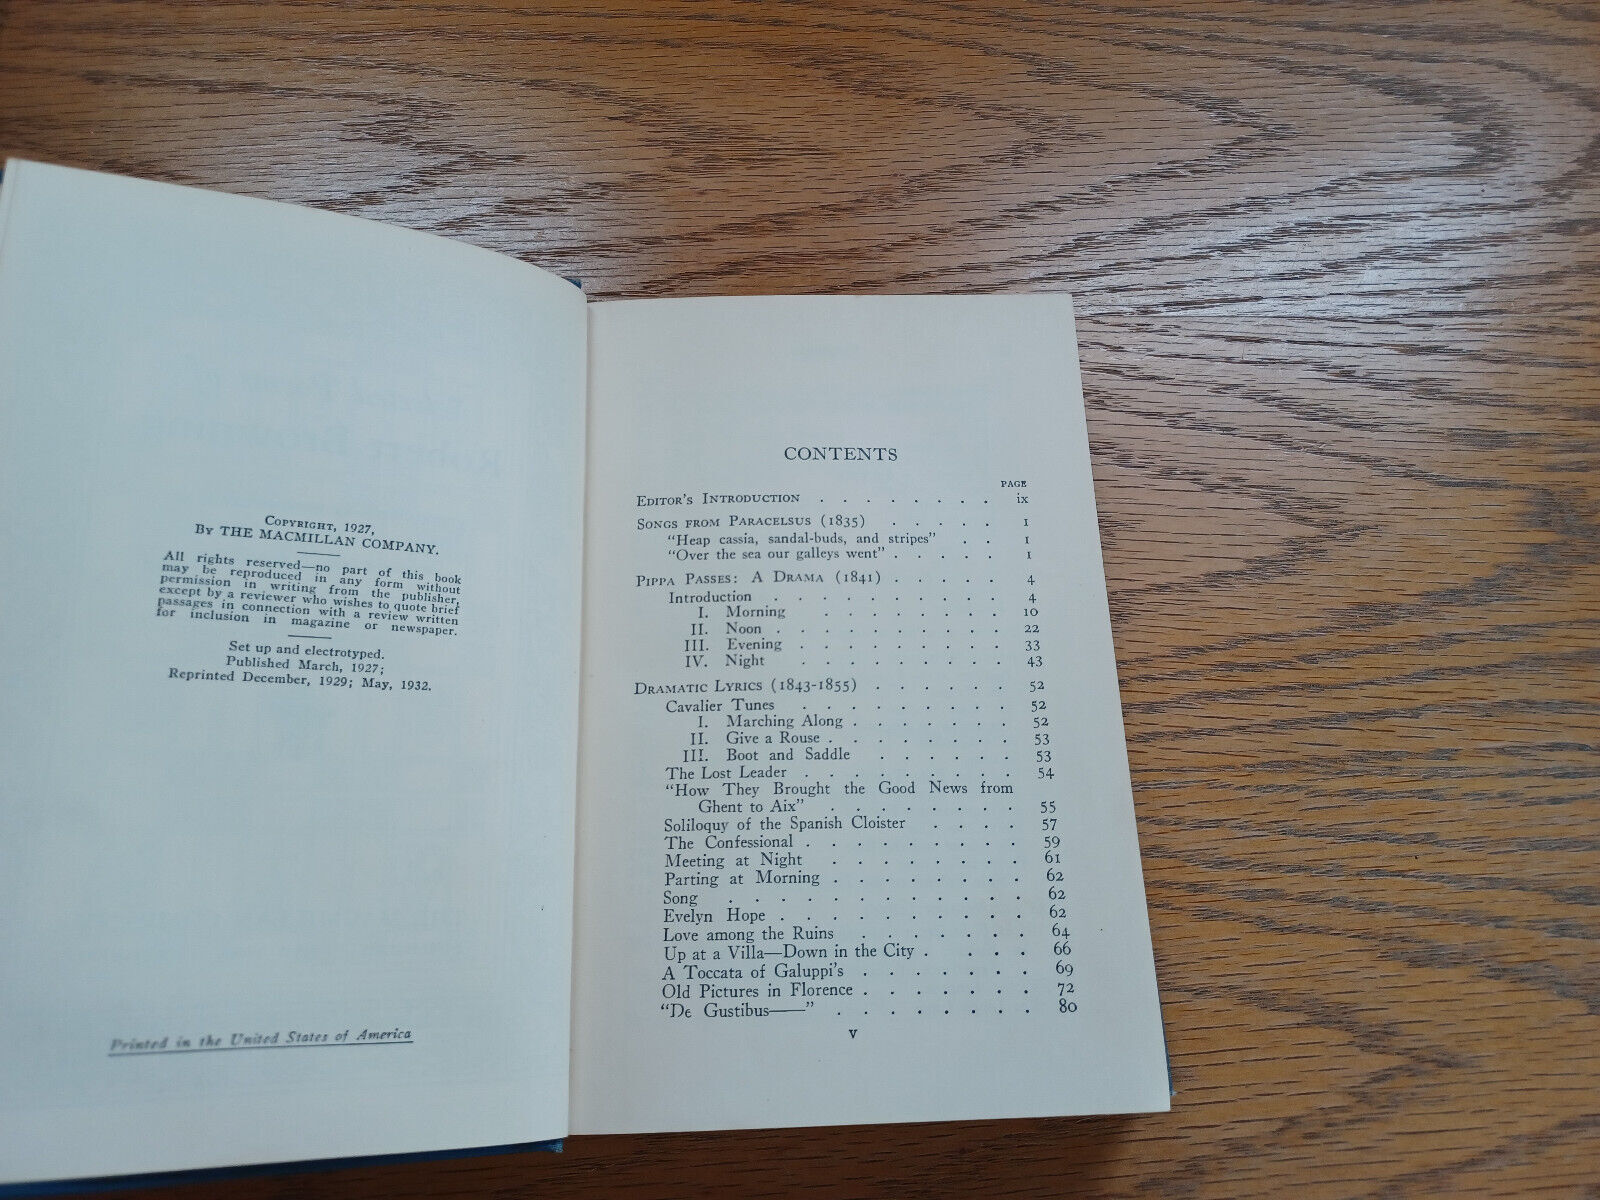 Copyright, 1927,
By THE MACMILLAN COMPANY.
All rights reserved—no part of this book
may be reproduced in any form without
permission in writing from the publisher,
except by a reviewer who wishes to quote brief
passages in connection with a review written
for inclusion in magazine or newspaper.
Set up and electrotyped.
Published March, 1927;
Reprinted December, 1929; May, 1932.
Printed in the United States of America
CONTENTS
PAGE
Editor's Introduction . . . . . . . . ix
Songs from Paracelsus (1835) . . . . . 1
"Heap cassia, sandal-buds, and stripes" . . 1
"Over the sea our galleys went" . . . . . 1
Pippa Passes: A Drama (1841) . . . . . 4
Introduction . . . . . . . . . 4
I. Morning . . . . . . . . . 10
II. Noon . . . . . . . . . 22
III. Evening . . . . . . . . . 33
IV. Night . . . . . . . . . 43
Dramatic Lyrics (1843-1855) . . . . . . 52
Cavalier Tunes . . . . . . . . . 52
I. Marching Along . . . . . . . 52
II. Give a Rouse . . . . . . . . 53
III. Boot and Saddle . . . . . . 53
The Lost Leader . . . . . . . . . 54
"How They Brought the Good News from
Ghent to Aix" . . . . . . . . 55
Soliloquy of the Spanish Cloister . . . . 57
The Confessional . . . . . . . . . 59
Meeting at Night . . . . . . . . 61
Parting at Morning . . . . . . . . 62
Song . . . . . . . . . . . . 62
Evelyn Hope . . . . . . . . . . 62
Love among the Ruins . . . . . . . 64
Up at a Villa—Down in the City . . . . 66
A Toccata of Galuppi's . . . . . . . 69
Old Pictures in Florence . . . . . . . 72
"De Gustibus——" . . . . . . . . 80
v